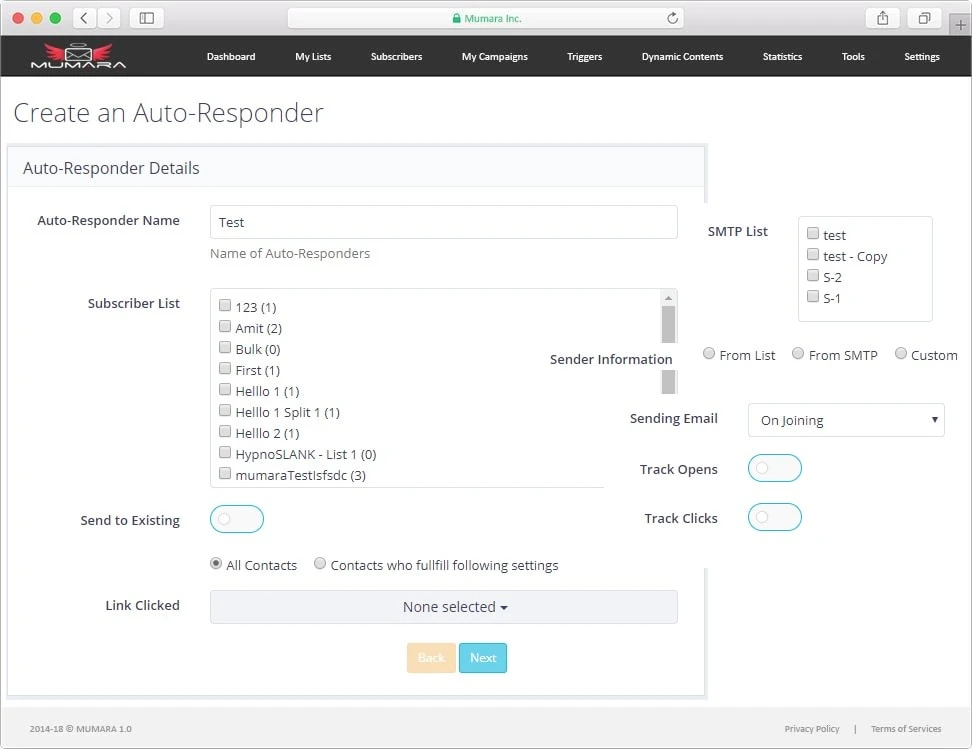 Mumara Inc.
MUMARA
Dashboard My Lists Subscribers My Campaigns Triggers Dynamic Contents Statistics Tools Settings
Create an Auto-Responder
Auto-Responder Details
Auto-Responder Name Test
Name of Auto-Responders
Subscriber List
123 (1)
Amit (2)
Bulk (0)
First (1)
Helllo 1 (1)
Helllo 1 Split 1 (1)
Helllo 2 (1)
HypnoSLANK - List 1 (0)
mumaraTestIsfsdc (3)
SMTP List
test
test - Copy
S-2
S-1
Sender Information From List From SMTP Custom
Sending Email On Joining
Track Opens
Track Clicks
Send to Existing
All Contacts Contacts who fullfill following settings
Link Clicked None selected
Back Next
2014-18 © MUMARA 1.0 Privacy Policy | Terms of Services